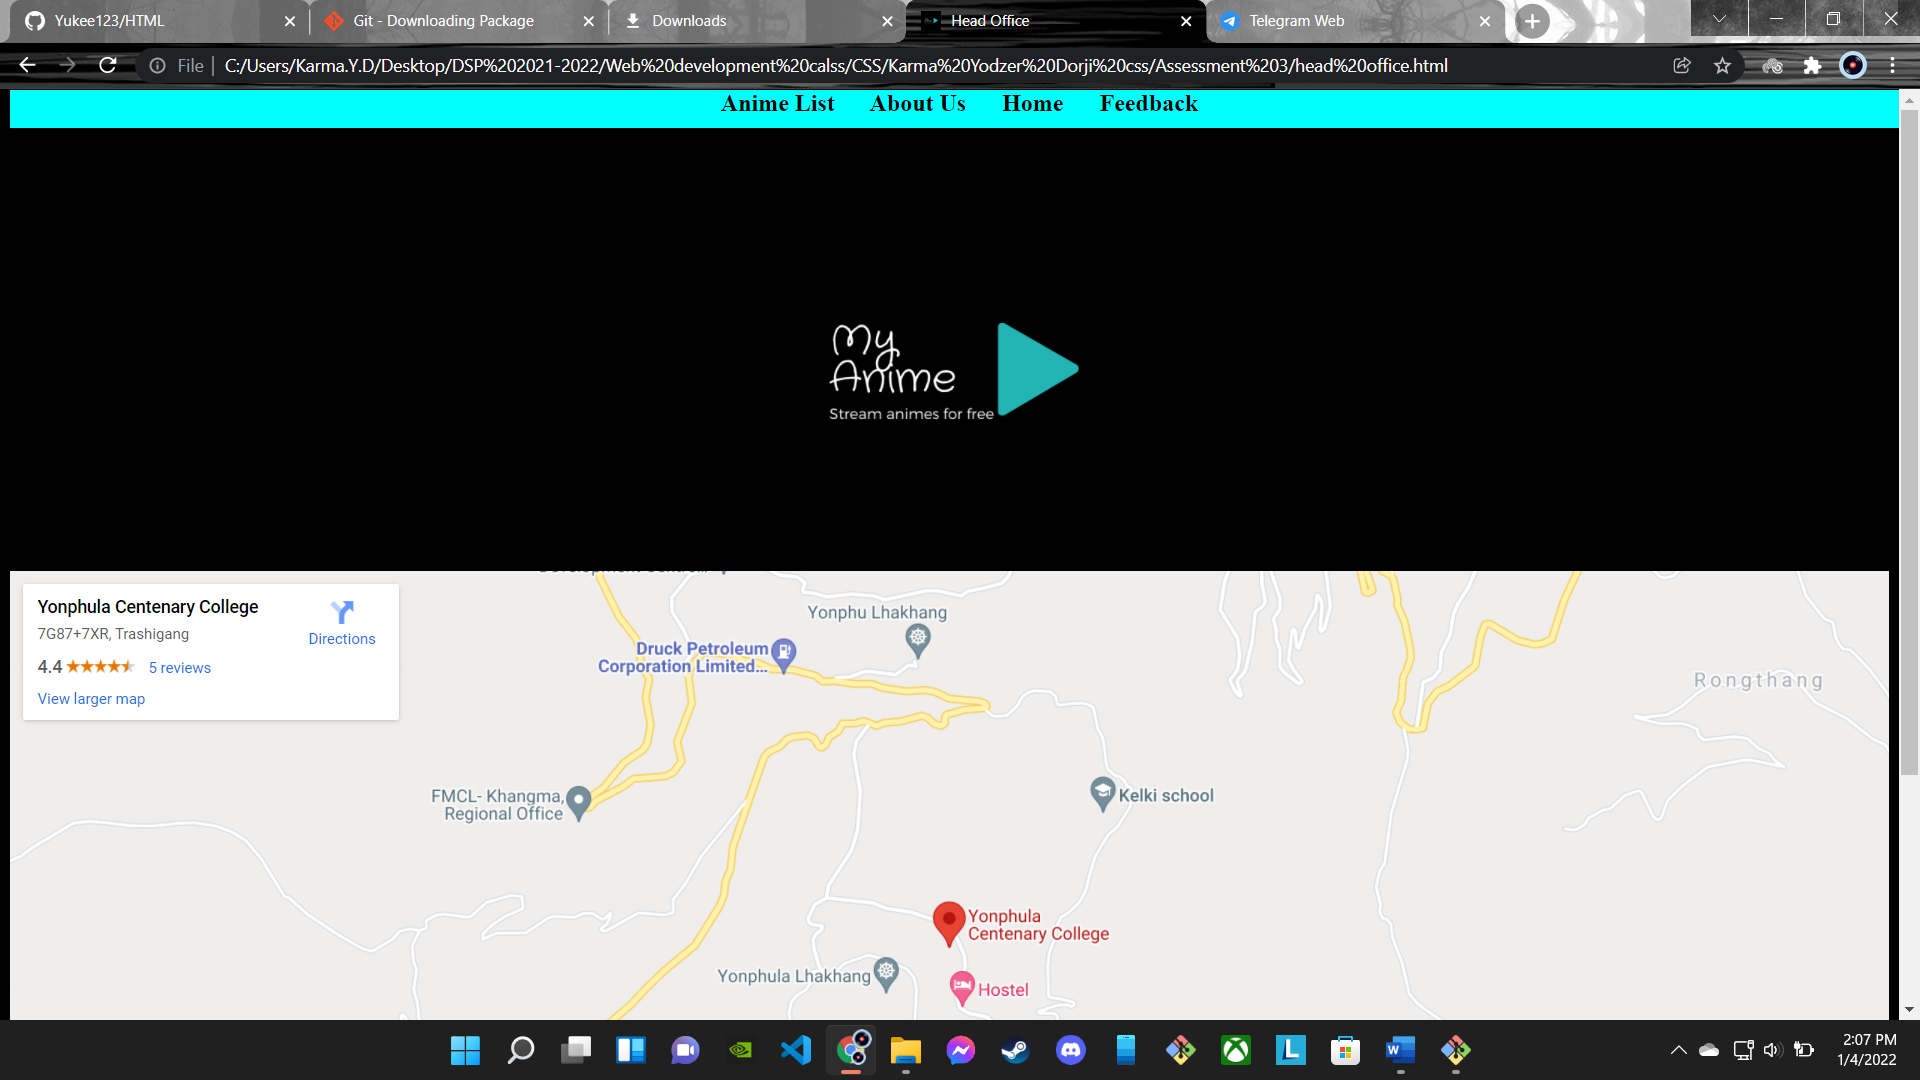 Yukee123/HTML
Git - Downloading Package
Downloads
Head Office
Telegram Web
File
C:/Users/Karma.Y.D/Desktop/DSP%202021-2022/Web%20development%20calss/CSS/Karma%20Yodzer%20Dorji%20css/Assessment%203/head%20office.html
Anime List
About Us
Home
Feedback
My
Anime
Stream animes for free
Yonphula Centenary College
7G87+7XR, Trashigang
Directions
4.4
5 reviews
View larger map
Yonphu Lhakhang
Druck Petroleum
Corporation Limited...
Rongthang
FMCL- Khangma,
Regional Office
Kelki school
Yonphula
Centenary College
Yonphula Lhakhang
Hostel
2:07 PM
1/4/2022